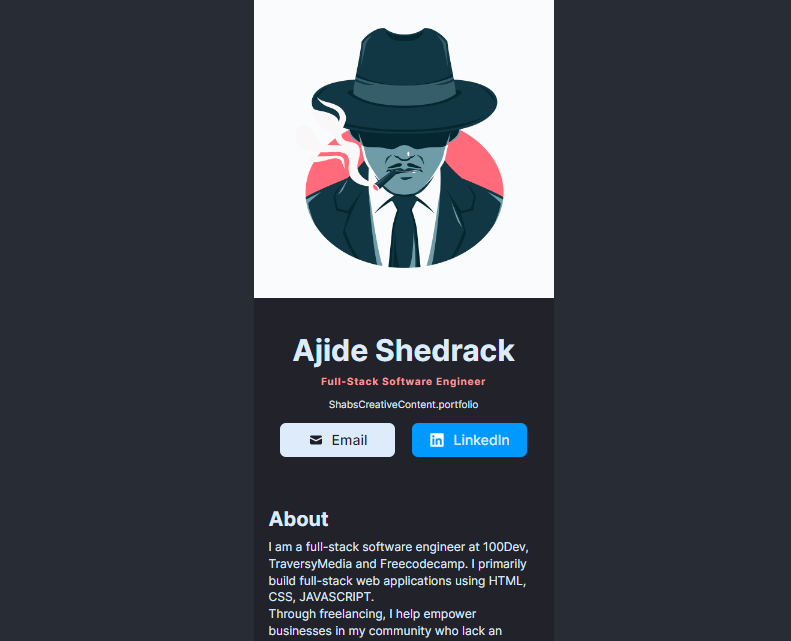 Ajide Shedrack
Full-Stack Software Engineer
ShabsCreativeContent.portfolio
Email
LinkedIn
About
I am a full-stack software engineer at 100Dev,
TraversyMedia and Freecodecamp. I primarily
build full-stack web applications using HTML,
CSS, JAVASCRIPT.
Through freelancing, I help empower
businesses in my community who lack an